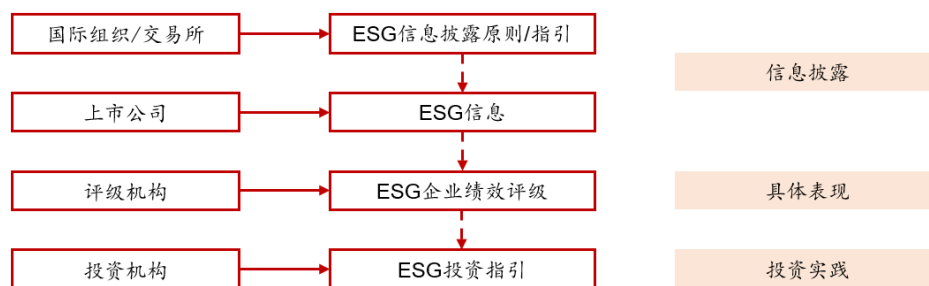 国际组织/交易所
ESG信息披露原则/指引
信息披露
上市公司
ESG信息
评级机构
ESG企业绩效评级
具体表现
投资机构
ESG投资指引
投资实践